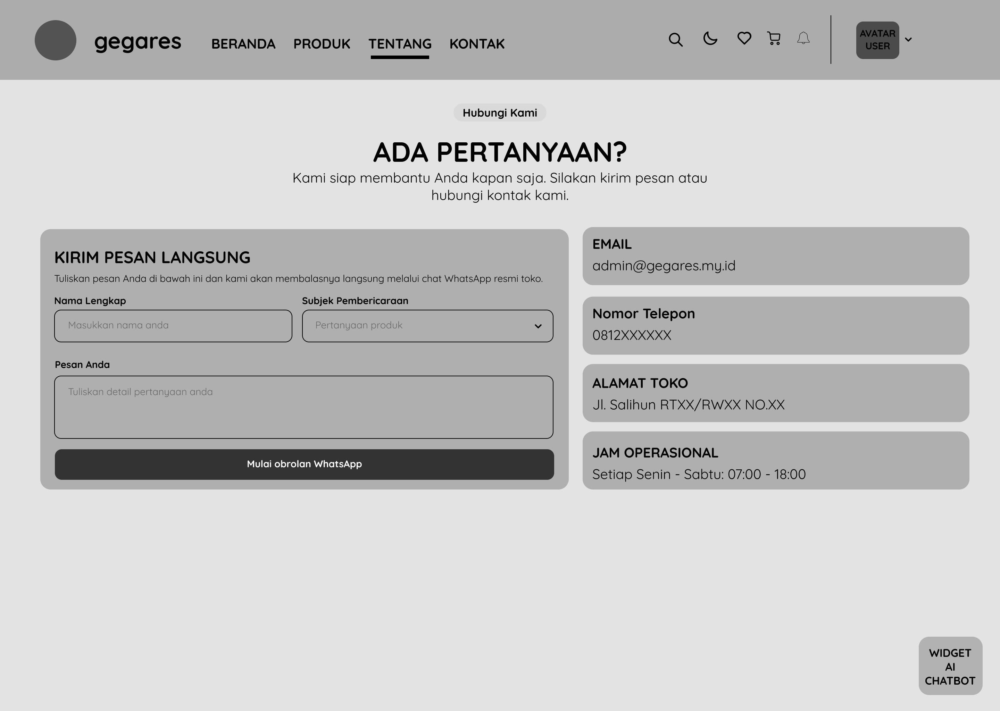 gegares
BERANDA PRODUK TENTANG KONTAK
AVATAR
USER
Hubungi Kami
ADA PERTANYAAN?
Kami siap membantu Anda kapan saja. Silakan kirim pesan atau
hubungi kontak kami.
KIRIM PESAN LANGSUNG
Tuliskan pesan Anda di bawah ini dan kami akan membalasnya langsung melalui chat WhatsApp resmi toko.
Nama Lengkap
Masukkan nama anda
Subjek Pembericaraan
Pertanyaan produk
Pesan Anda
Tuliskan detail pertanyaan anda
Mulai obrolan WhatsApp
EMAIL
admin@gegares.my.id
Nomor Telepon
0812XXXXXX
ALAMAT TOKO
Jl. Salihun RTXX/RWXX NO.XX
JAM OPERASIONAL
Setiap Senin - Sabtu: 07:00 - 18:00
WIDGET
AI
CHATBOT